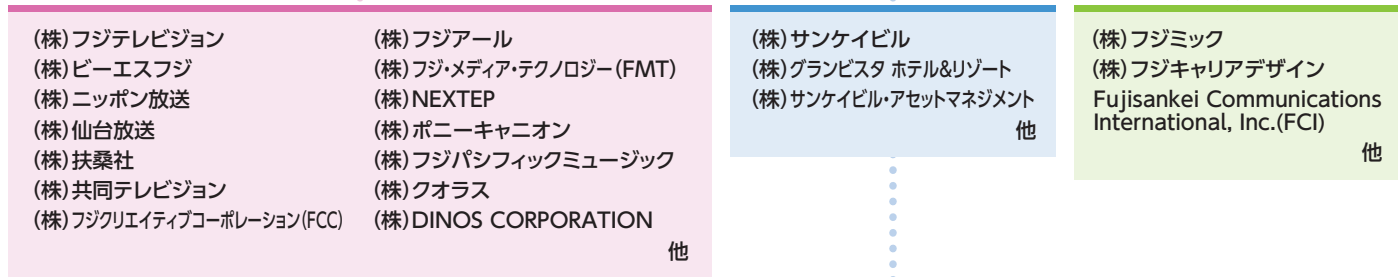 (株)フジテレビジョン
(株)ビーエスフジ
(株)ニッポン放送
(株)仙台放送
(株)扶桑社
(株)共同テレビジョン
(株)フジクリエイティブコーポレーション(FCC)
(株)フジアール
(株)フジ・メディア・テクノロジー(FMT)
(株)NEXTEP
(株)ポニーキャニオン
(株)フジパシフィックミュージック
(株)クオラス
(株)DINOS CORPORATION
他
(株)サンケイビル
(株)グランビスタ ホテル&リゾート
(株)サンケイビル・アセットマネジメント
他
(株)フジミック
(株)フジキャリアデザイン
Fujisankei Communications
International, Inc.(FCI)
他